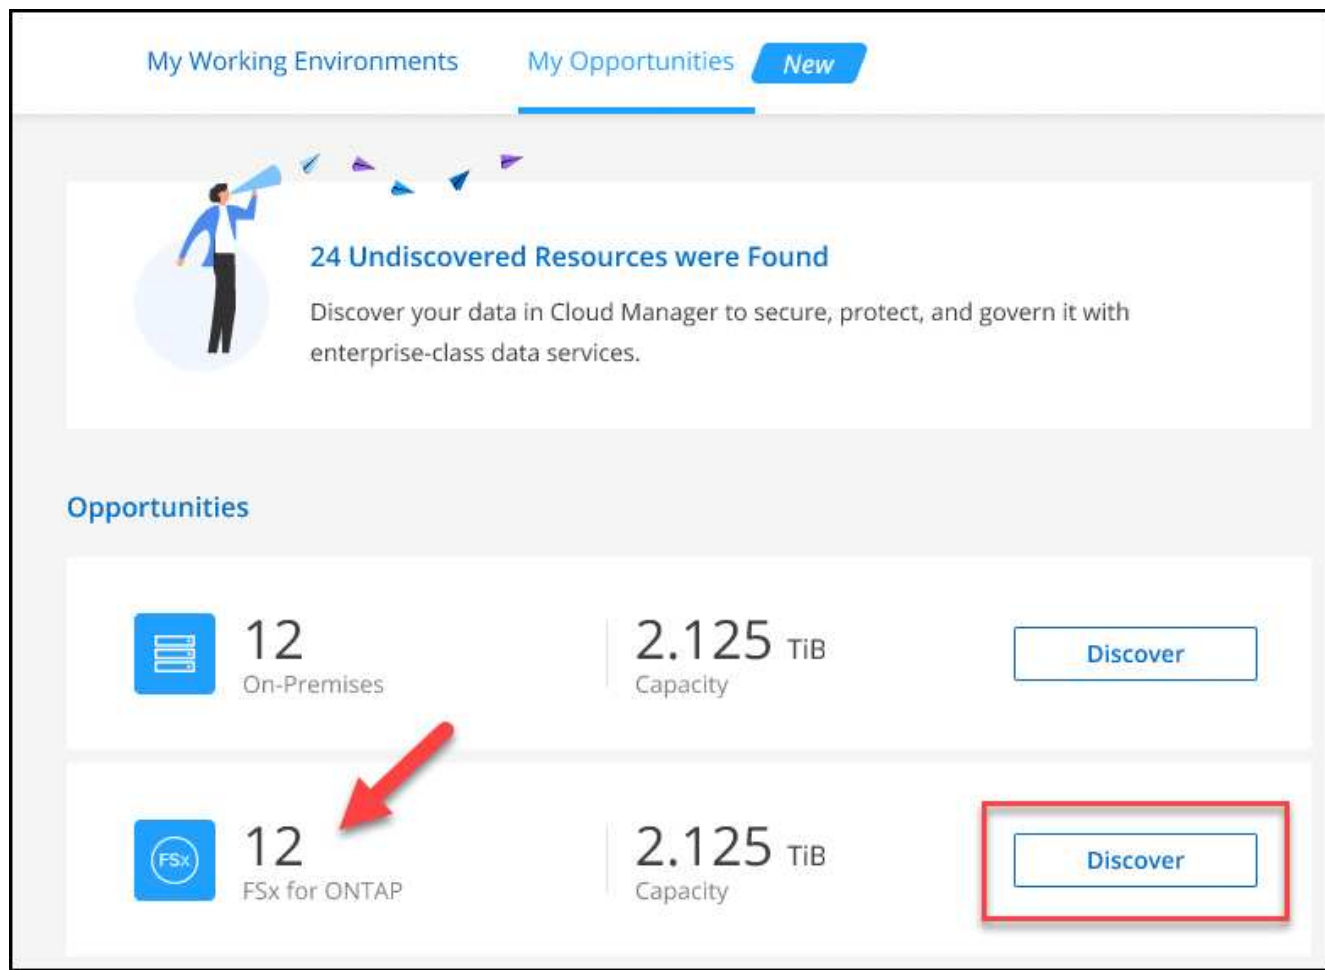 My Working Environments
My Opportunities
New
24 Undiscovered Resources were Found
Discover your data in Cloud Manager to secure, protect, and govern it with
enterprise-class data services.
Opportunities
12
On-Premises
2.125 TiB
Capacity
Discover
FSx
12
FSx for ONTAP
2.125 TiB
Capacity
Discover